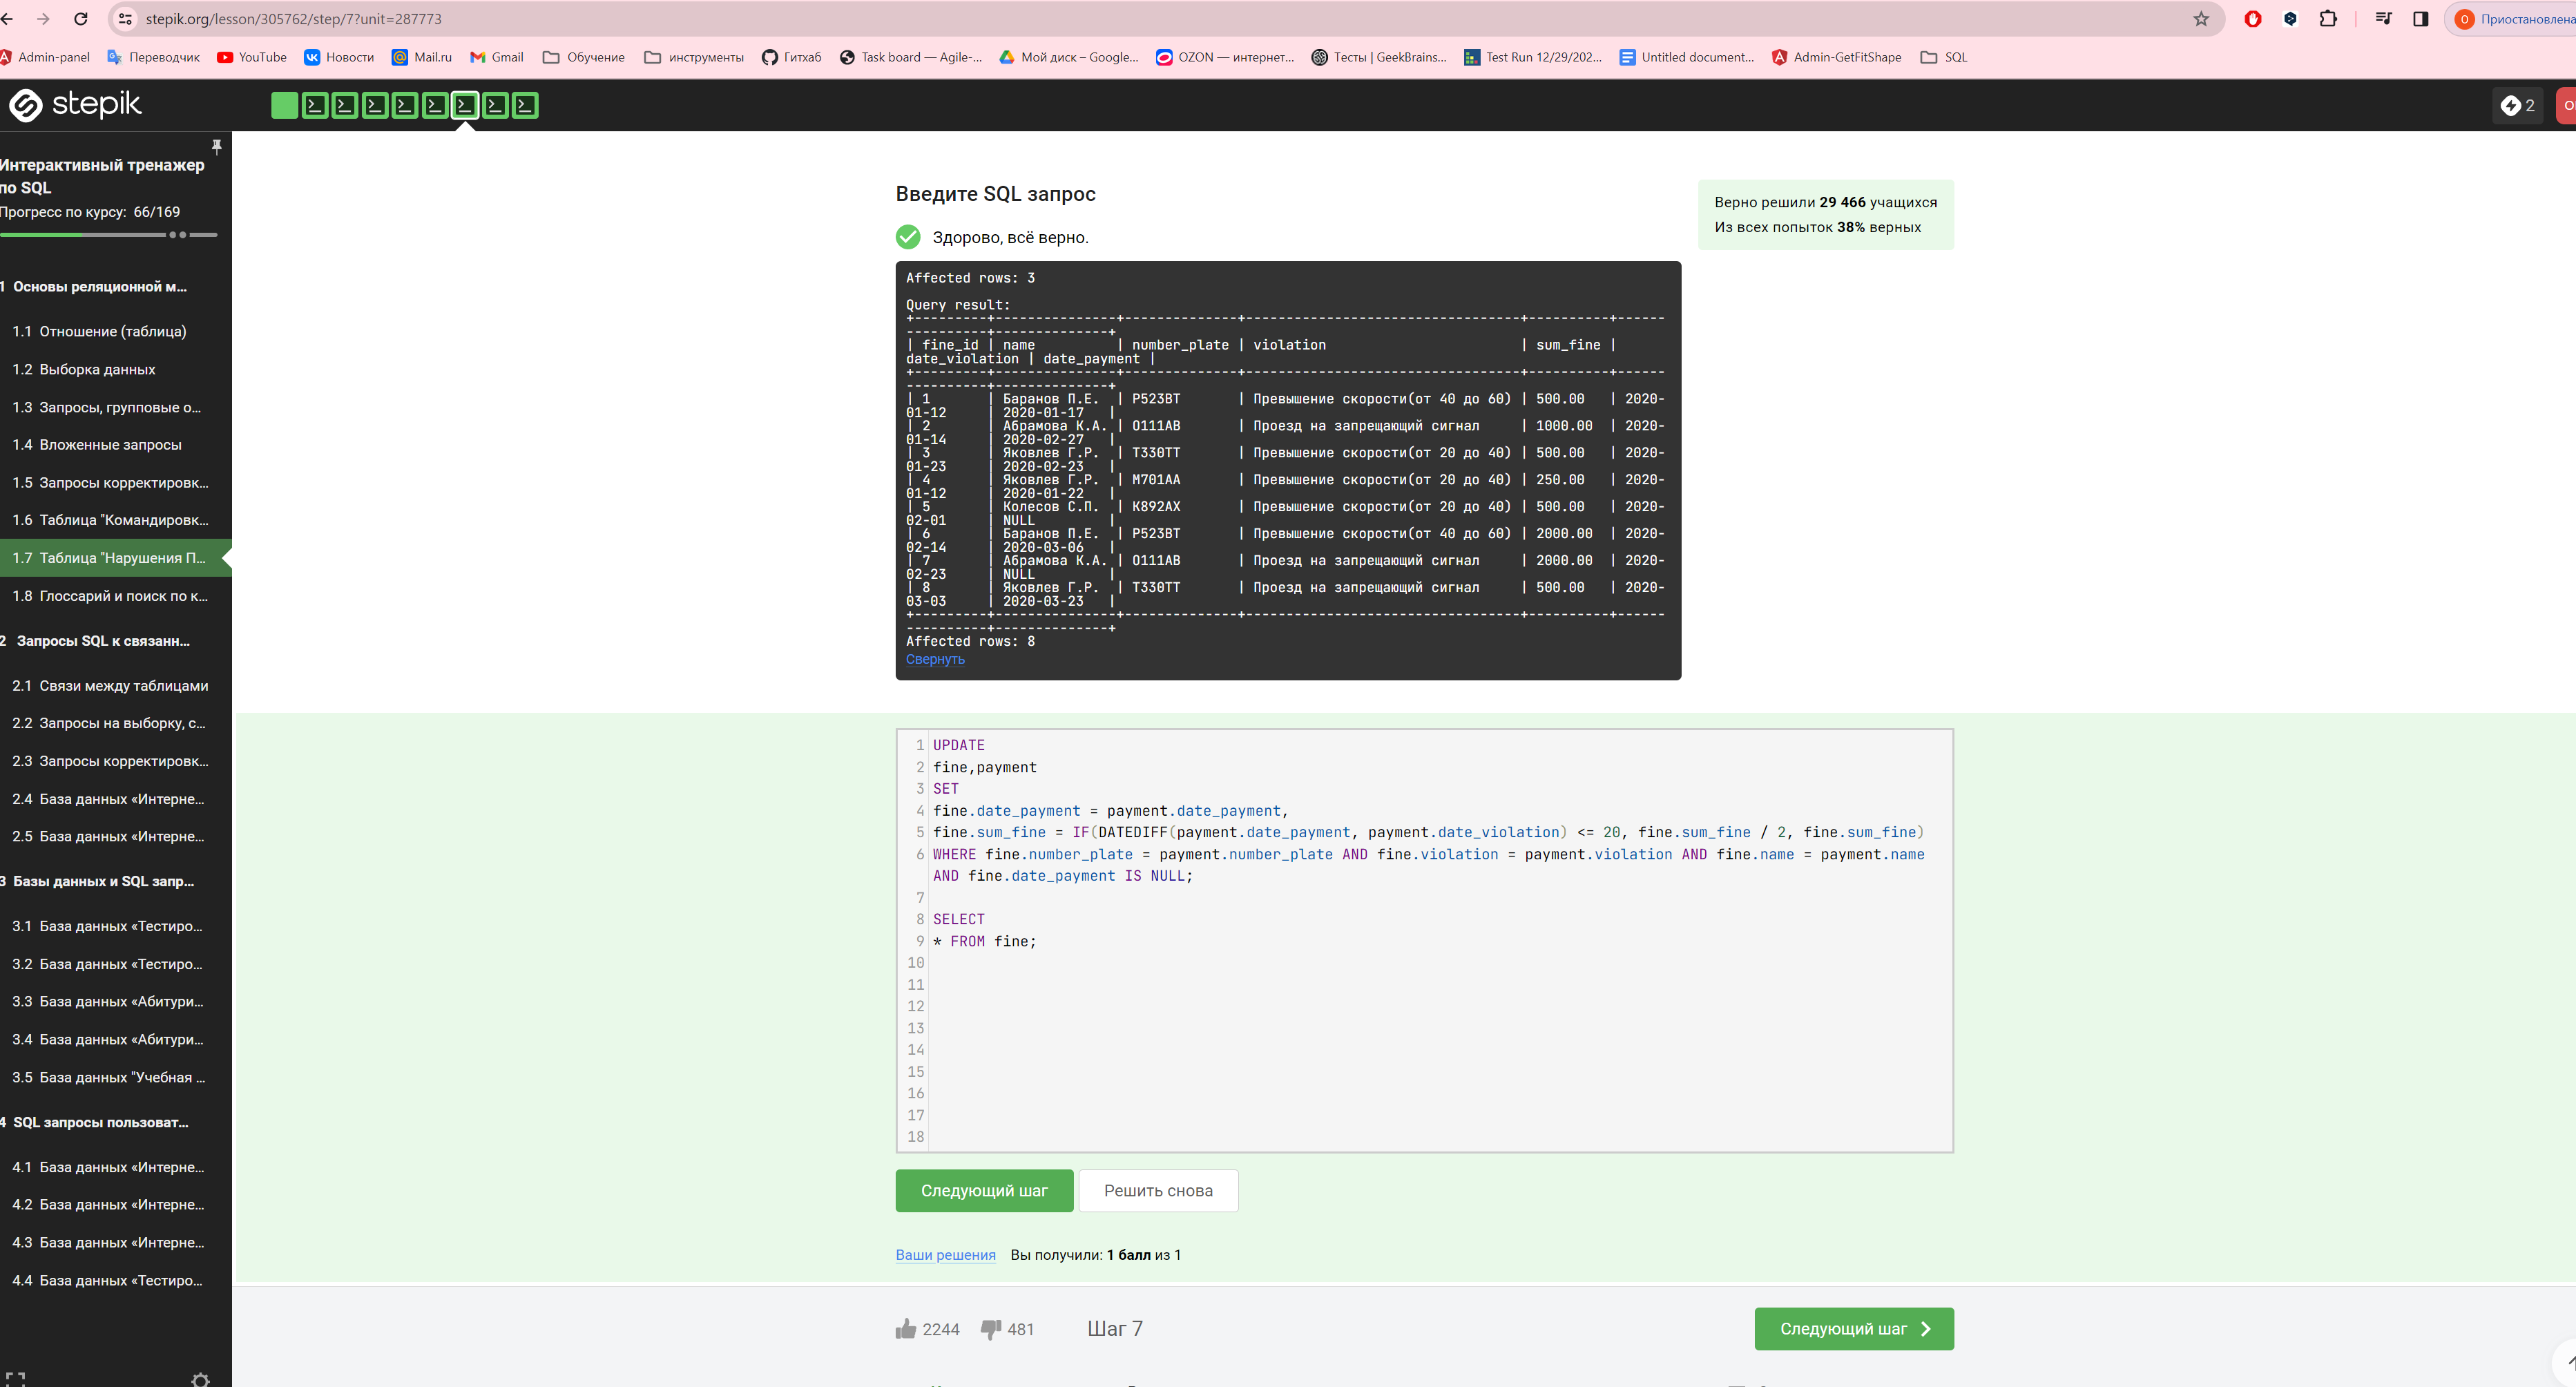 stepik.org/lesson/305762/step/7?unit=287773
Приостановлена
Admin-panel Переводчик YouTube Новости Mail.ru Gmail Обучение инструменты Гитхаб Task board — Agile-... Мой диск – Google... OZON — интернет... Тесты | GeekBrains... Test Run 12/29/202... Untitled document... Admin-GetFitShape SQL
stepik
2
Интерактивный тренажер
по SQL
Прогресс по курсу: 66/169
1 Основы реляционной м...
1.1 Отношение (таблица)
1.2 Выборка данных
1.3 Запросы, групповые о...
1.4 Вложенные запросы
1.5 Запросы корректировк...
1.6 Таблица "Командировк...
1.7 Таблица "Нарушения П...
1.8 Глоссарий и поиск по к...
2 Запросы SQL к связанн...
2.1 Связи между таблицами
2.2 Запросы на выборку, с...
2.3 Запросы корректировк...
2.4 База данных «Интерне...
2.5 База данных «Интерне...
3 Базы данных и SQL запр...
3.1 База данных «Тестиро...
3.2 База данных «Тестиро...
3.3 База данных «Абитури...
3.4 База данных «Абитури...
3.5 База данных "Учебная ...
4 SQL запросы пользоват...
4.1 База данных «Интерне...
4.2 База данных «Интерне...
4.3 База данных «Интерне...
4.4 База данных «Тестиро...
Введите SQL запрос
Здорово, всё верно.
Верно решили 29 466 учащихся
Из всех попыток 38% верных
Affected rows: 3
Query result:
+---------+---------------+--------------+----------------------------------+----------+------
----------+--------------+
| fine_id | name          | number_plate | violation                        | sum_fine |
date_violation | date_payment |
+---------+---------------+--------------+----------------------------------+----------+------
----------+--------------+
| 1       | Баранов П.Е.  | Р523ВТ       | Превышение скорости(от 40 до 60) | 500.00   | 2020-
01-12     | 2020-01-17   |
| 2       | Абрамова К.А. | О111АВ       | Проезд на запрещающий сигнал     | 1000.00  | 2020-
01-14     | 2020-02-27   |
| 3       | Яковлев Г.Р.  | Т330ТТ       | Превышение скорости(от 20 до 40) | 500.00   | 2020-
01-23     | 2020-02-23   |
| 4       | Яковлев Г.Р.  | М701АА       | Превышение скорости(от 20 до 40) | 250.00   | 2020-
01-12     | 2020-01-22   |
| 5       | Колесов С.П.  | К892АХ       | Превышение скорости(от 20 до 40) | 500.00   | 2020-
02-01     | NULL         |
| 6       | Баранов П.Е.  | Р523ВТ       | Превышение скорости(от 40 до 60) | 2000.00  | 2020-
02-14     | 2020-03-06   |
| 7       | Абрамова К.А. | О111АВ       | Проезд на запрещающий сигнал     | 2000.00  | 2020-
02-23     | NULL         |
| 8       | Яковлев Г.Р.  | Т330ТТ       | Проезд на запрещающий сигнал     | 500.00   | 2020-
03-03     | 2020-03-23   |
+---------+---------------+--------------+----------------------------------+----------+------
----------+--------------+
Affected rows: 8
Свернуть
1 UPDATE
2 fine,payment
3 SET
4 fine.date_payment = payment.date_payment,
5 fine.sum_fine = IF(DATEDIFF(payment.date_payment, payment.date_violation) <= 20, fine.sum_fine / 2, fine.sum_fine)
6 WHERE fine.number_plate = payment.number_plate AND fine.violation = payment.violation AND fine.name = payment.name
AND fine.date_payment IS NULL;
7
8 SELECT
9 * FROM fine;
10
11
12
13
14
15
16
17
18
Следующий шаг Решить снова
Ваши решения Вы получили: 1 балл из 1
2244 481 Шаг 7 Следующий шаг